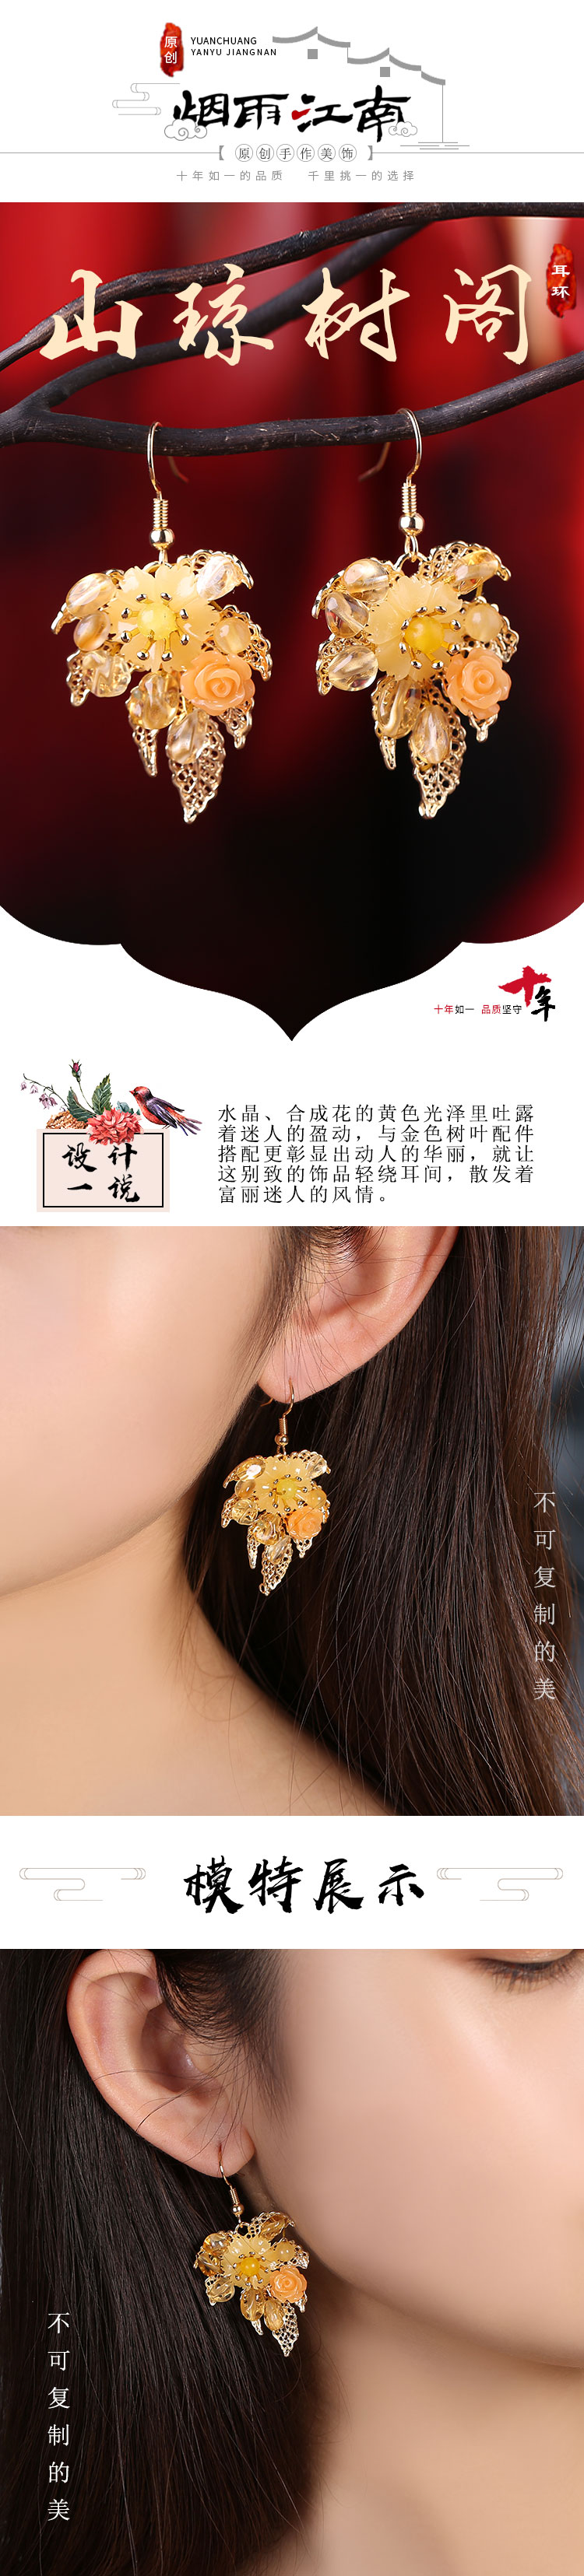 原创
YUANCHUANG
YANYU JIANGNAN
烟雨江南
【原创手作美饰】
十年如一的品质 千里挑一的选择
山琼树阁
耳环
十年
十年如一 品质坚守
设计
一说
水晶、合成花的黄色光泽里吐露
着迷人的盈动，与金色树叶配件
搭配更彰显出动人的华丽，就让
这别致的饰品轻绕耳间，散发着
富丽迷人的风情。
不可复制的美
模特展示
不可复制的美